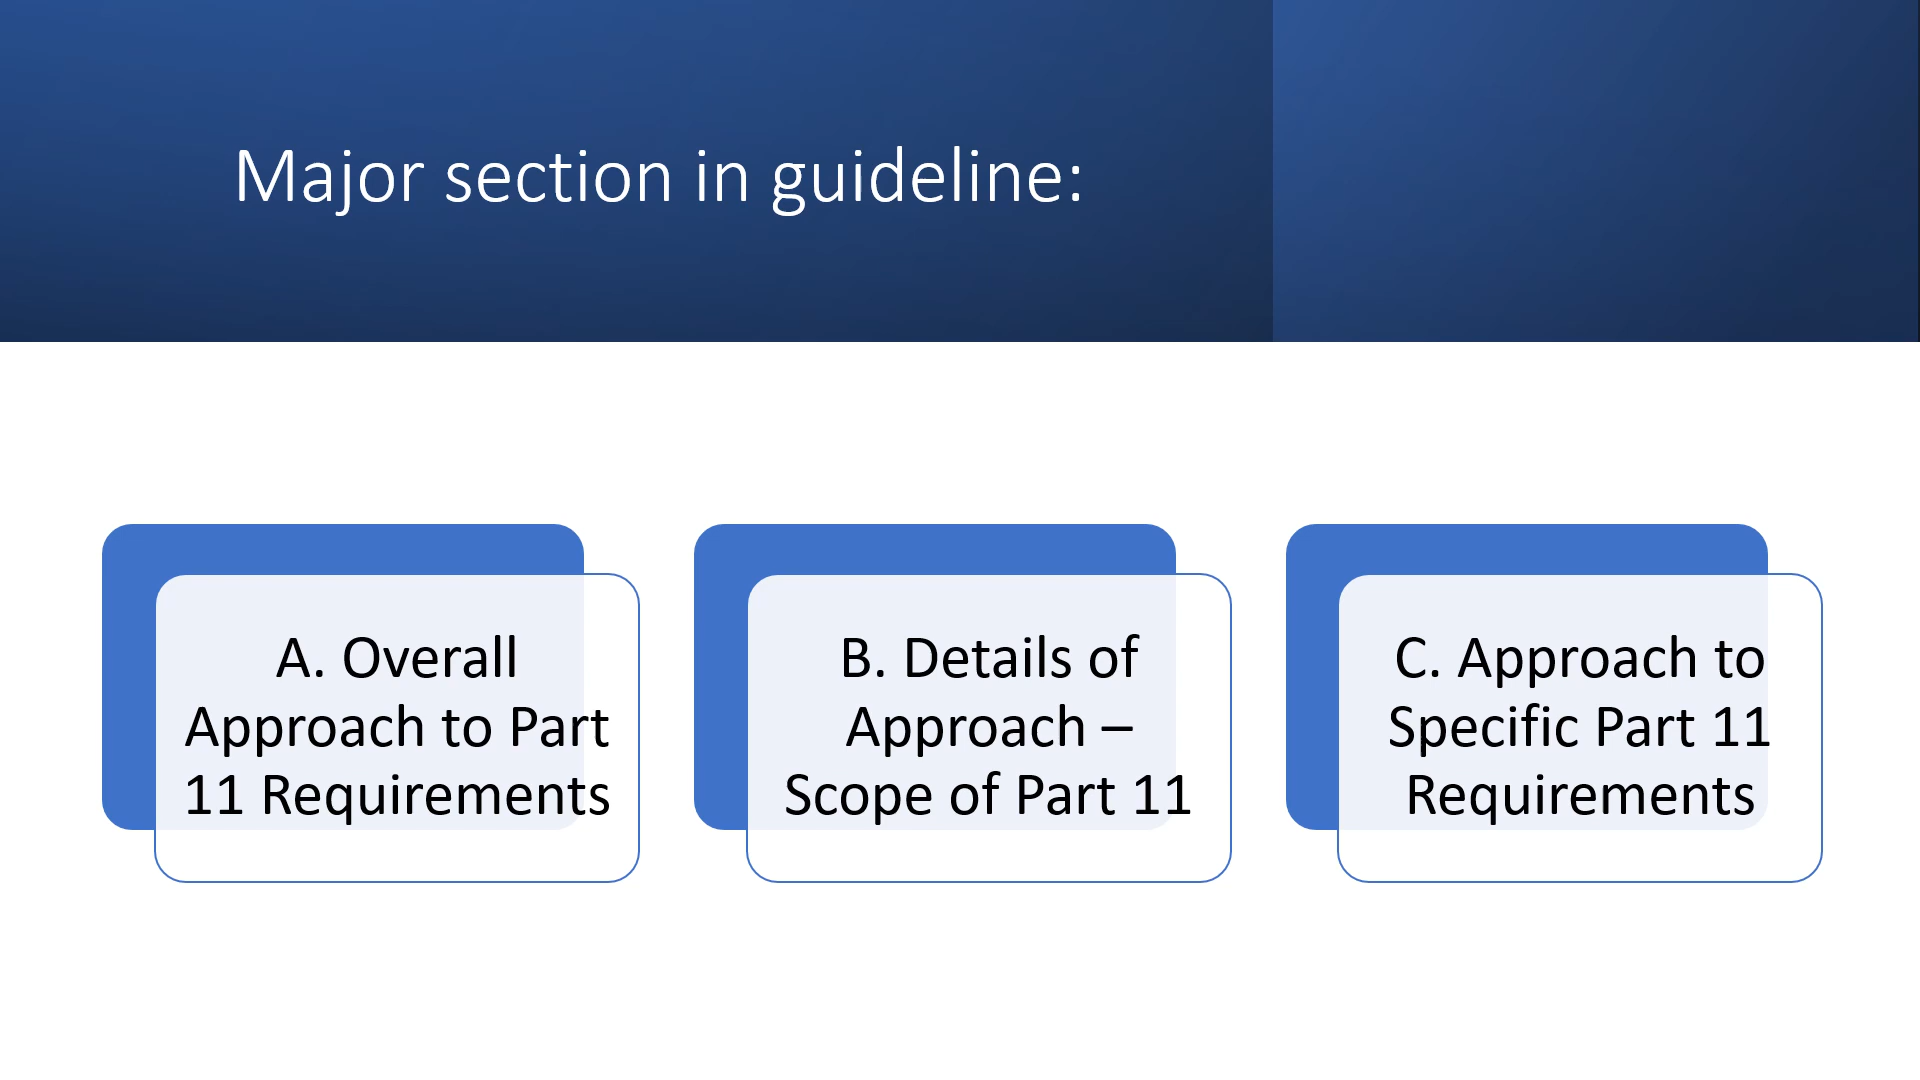 Major section in guideline:
A. Overall
Approach to Part
11 Requirements
B. Details of
Approach –
Scope of Part 11
C. Approach to
Specific Part 11
Requirements